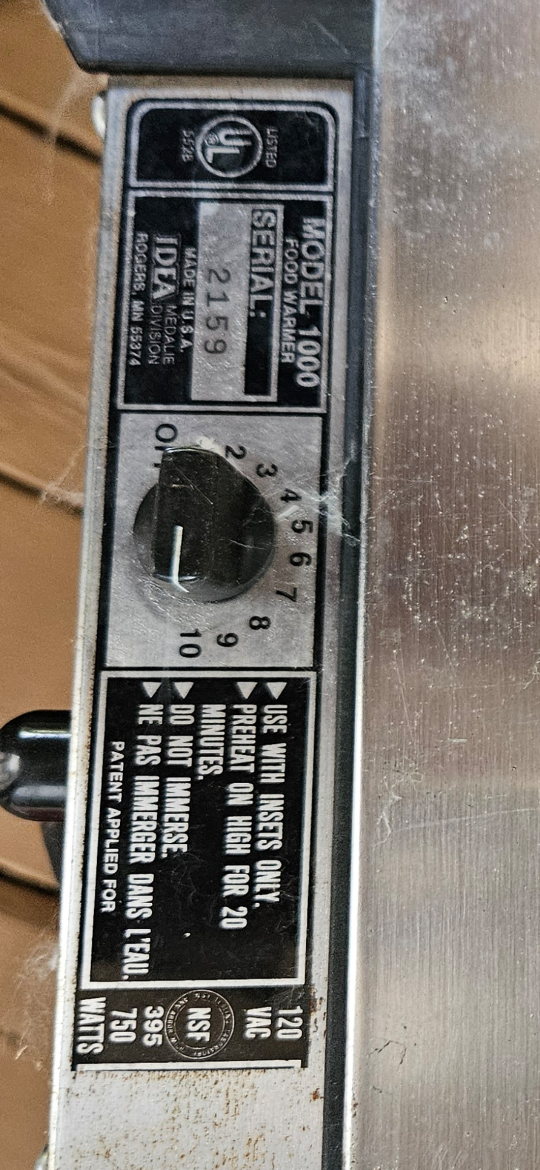 UL
LISTED
552B
MODEL 1000
FOOD WARMER
SERIAL:
2159
MADE IN U.S.A.
IDEA MEDALIE
DIVISION
ROGERS, MN 55374
2
3
4
5
6
7
8
9
10
▶ USE WITH INSETS ONLY.
▶ PREHEAT ON HIGH FOR 20
MINUTES.
▶ DO NOT IMMERSE.
▶ NE PAS IMMERGER DANS L'EAU.
PATENT APPLIED FOR
120
VAC
NSF
395
750
WATTS